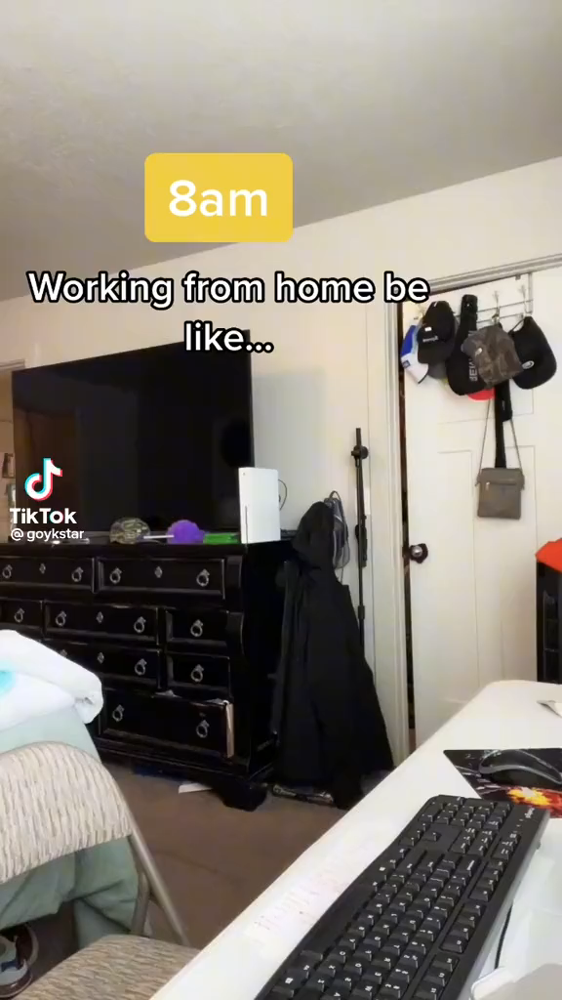 8am
Working from home be
like...
TikTok
@ goykstar